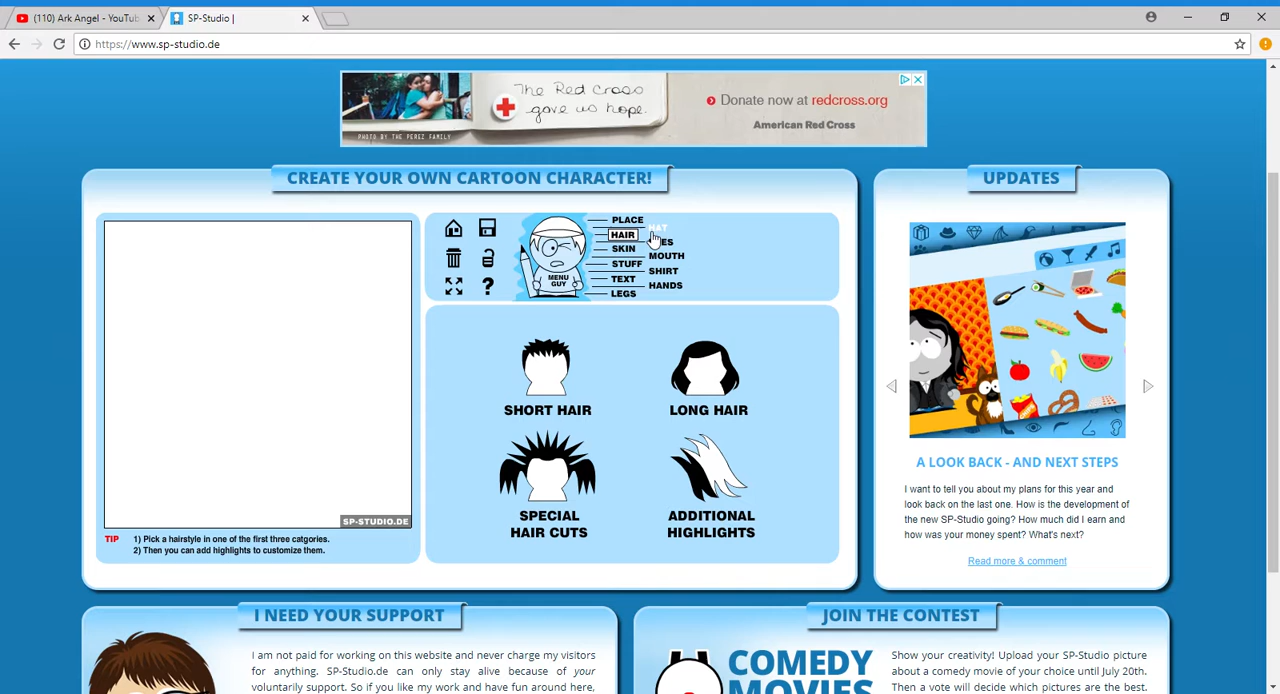 (110) Ark Angel - YouTub
SP-Studio |
https://www.sp-studio.de
The Red Cross
gave us hope.
PHOTO BY THE PEREZ FAMILY
Donate now at redcross.org
American Red Cross
CREATE YOUR OWN CARTOON CHARACTER!
UPDATES
PLACE
HAT
HAIR
SKIN
MOUTH
STUFF
SHIRT
TEXT
HANDS
LEGS
MENU
GUY
?
SHORT HAIR
LONG HAIR
SPECIAL
HAIR CUTS
ADDITIONAL
HIGHLIGHTS
SP-STUDIO.DE
TIP 1) Pick a hairstyle in one of the first three catgories.
2) Then you can add highlights to customize them.
A LOOK BACK - AND NEXT STEPS
I want to tell you about my plans for this year and
look back on the last one. How is the development of
the new SP-Studio going? How much did I earn and
how was your money spent? What's next?
Read more & comment
I NEED YOUR SUPPORT
I am not paid for working on this website and never charge my visitors
for anything. SP-Studio.de can only stay alive because of your
voluntarily support. So if you like my work and have fun around here,
JOIN THE CONTEST
COMEDY
MOVIES
Show your creativity! Upload your SP-Studio picture
about a comedy movie of your choice until July 20th.
Then a vote will decide which pictures are the best.